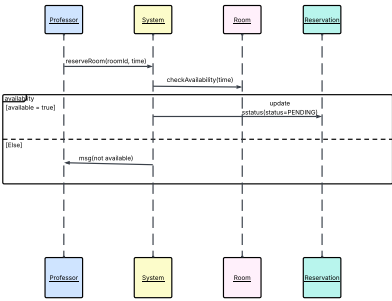 Professor
System
Room
Reservation
reserveRoom(roomId, time)
checkAvailability(time)
availability
[available = true]
update
sstatus(status=PENDING)
[Else]
msg(not available)
Professor
System
Room
Reservation